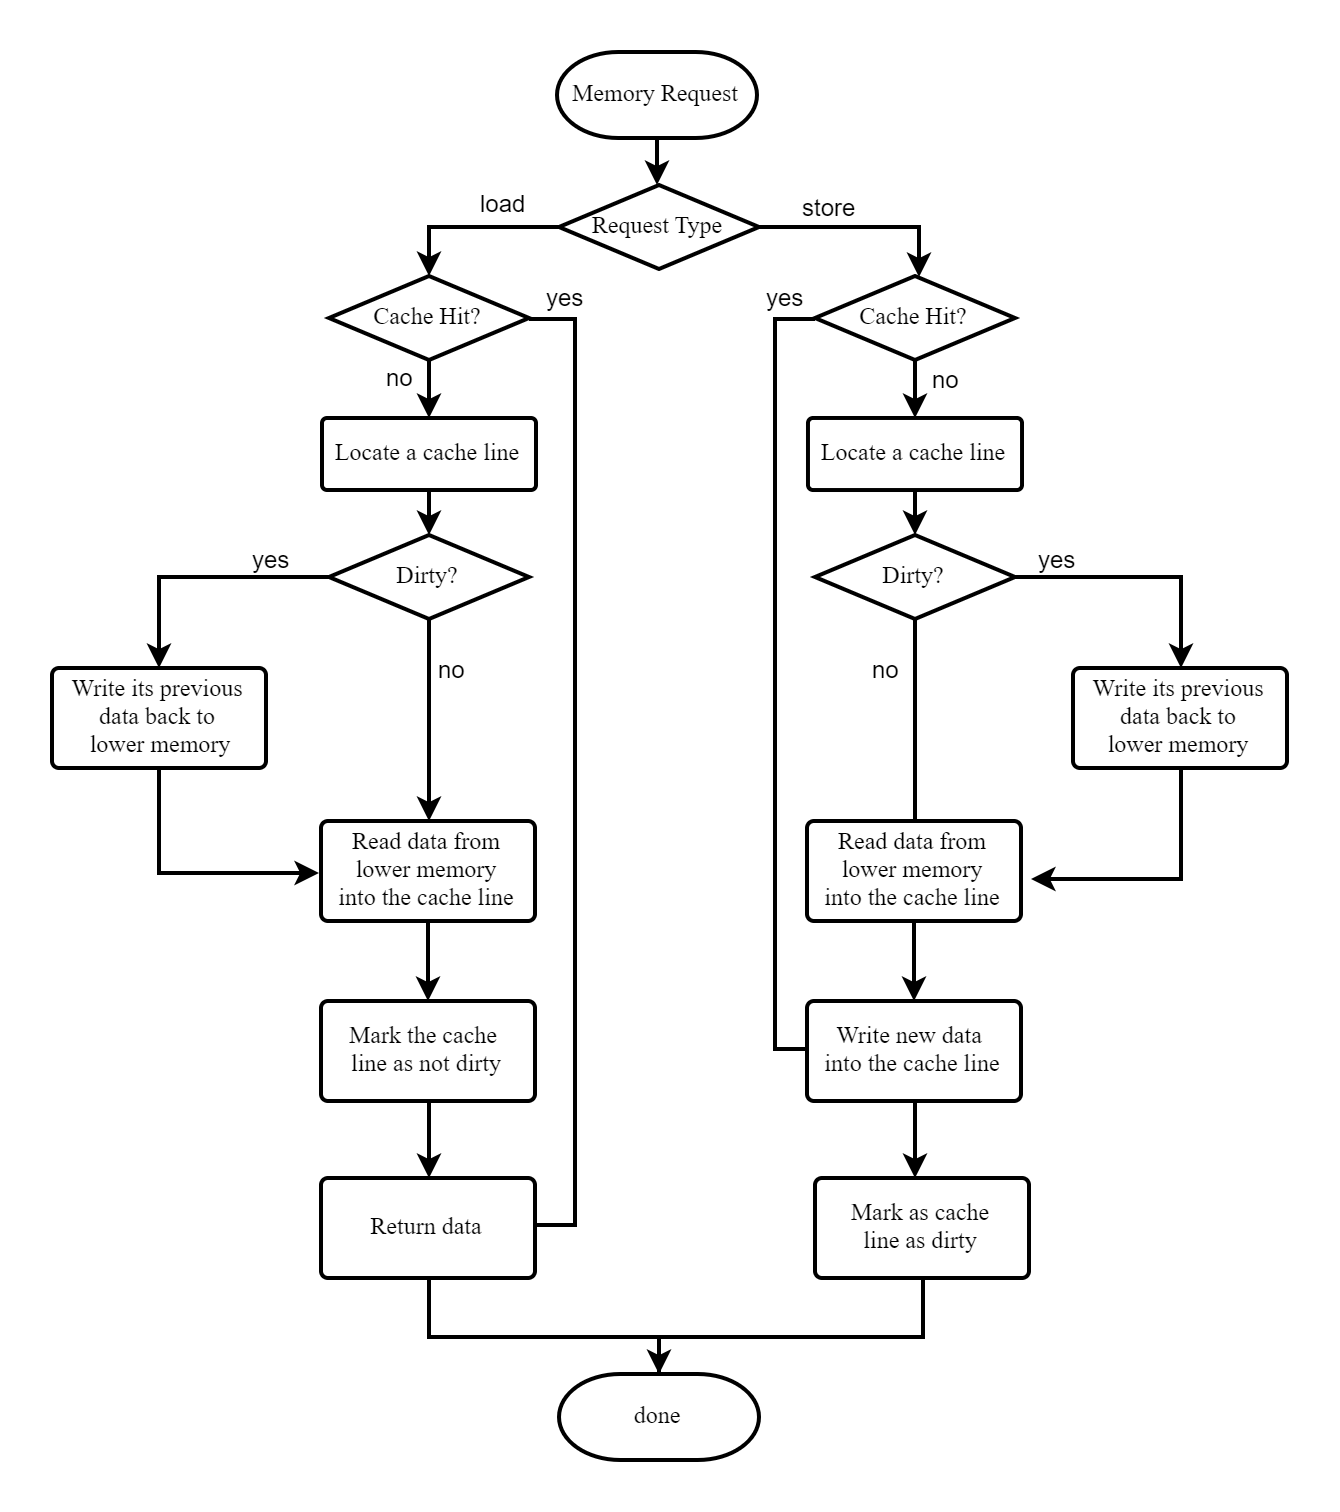 Memory Request
load
Request Type
store
Cache Hit?
yes
yes
Cache Hit?
no
no
Locate a cache line
Locate a cache line
yes
Dirty?
Dirty?
yes
no
no
Write its previous
data back to
lower memory
Write its previous
data back to
lower memory
Read data from
lower memory
into the cache line
Read data from
lower memory
into the cache line
Mark the cache
line as not dirty
Write new data
into the cache line
Return data
Mark as cache
line as dirty
done